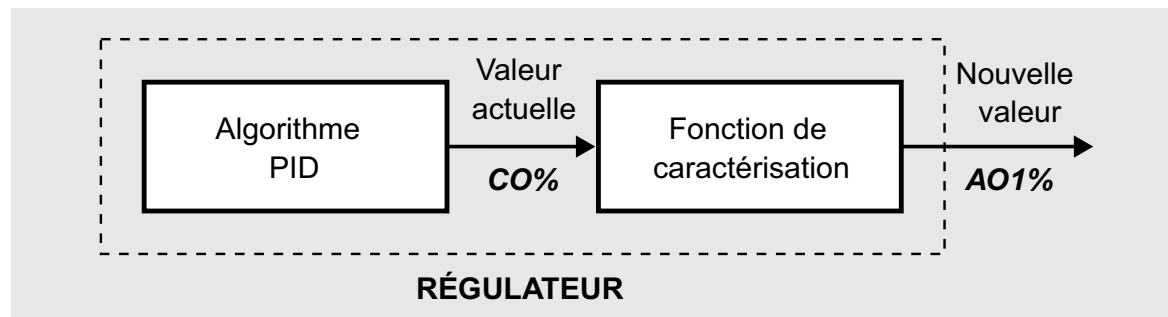 Algorithme
PID
Valeur
actuelle
CO%
Fonction de
caractérisation
Nouvelle
valeur
AO1%
RÉGULATEUR